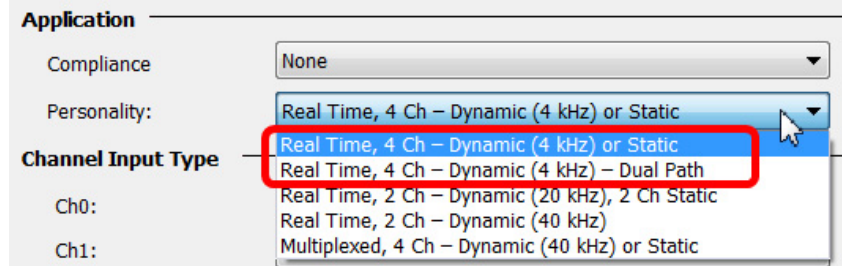 Application
Compliance None
Personality: Real Time, 4 Ch – Dynamic (4 kHz) or Static
Real Time, 4 Ch – Dynamic (4 kHz) or Static
Channel Input Type Real Time, 4 Ch – Dynamic (4 kHz) – Dual Path
Ch0: Real Time, 2 Ch – Dynamic (20 kHz), 2 Ch Static
Real Time, 2 Ch – Dynamic (40 kHz)
Ch1: Multiplexed, 4 Ch – Dynamic (40 kHz) or Static